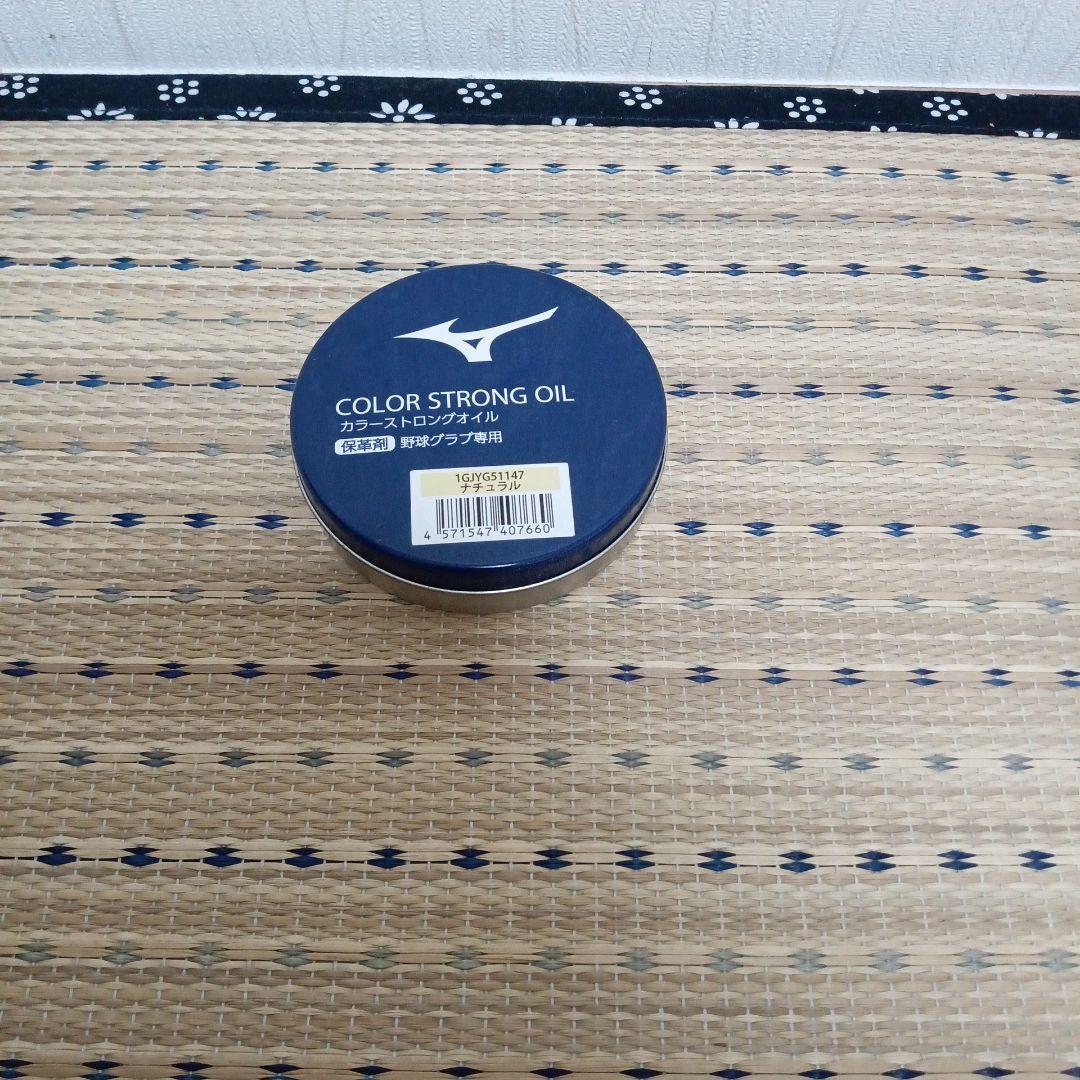 COLOR STRONG OIL
カラーストロングオイル
保革剤 野球グラブ専用
1GJYG51147
ナチュラル
4 571547 407660